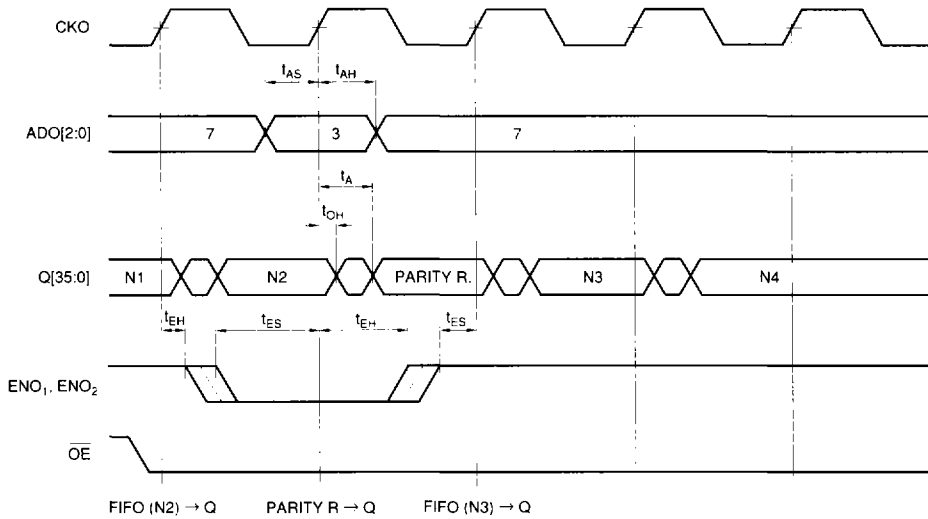 CKO
tAS tAH
ADO[2:0] 7 3 7
tA
tOH
Q[35:0] N1 N2 PARITY R. N3 N4
tEH tES tEH tES
ENO1, ENO2
OE
FIFO (N2) → Q PARITY R → Q FIFO (N3) → Q